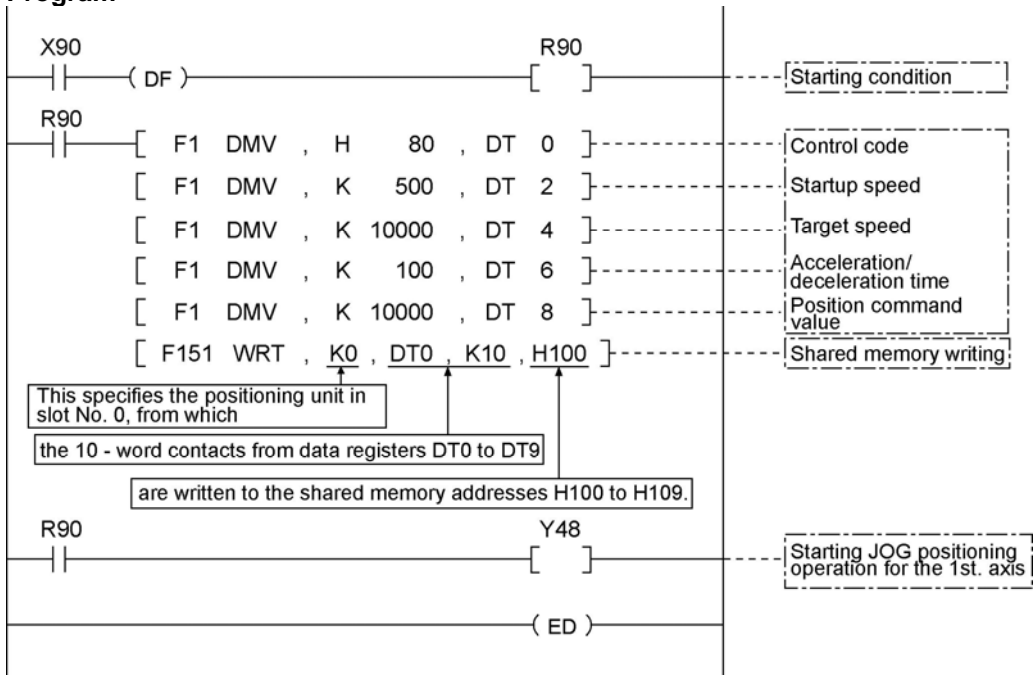 X90 R90
( DF ) [ ] Starting condition
R90
[ F1 DMV , H 80 , DT 0 ] Control code
[ F1 DMV , K 500 , DT 2 ] Startup speed
[ F1 DMV , K 10000 , DT 4 ] Target speed
[ F1 DMV , K 100 , DT 6 ] Acceleration/
deceleration time
[ F1 DMV , K 10000 , DT 8 ] Position command
value
[ F151 WRT , K0 , DT0 , K10 , H100 ] Shared memory writing
This specifies the positioning unit in
slot No. 0, from which
the 10 - word contacts from data registers DT0 to DT9
are written to the shared memory addresses H100 to H109.
R90 Y48
[ ] Starting JOG positioning
operation for the 1st. axis
( ED )